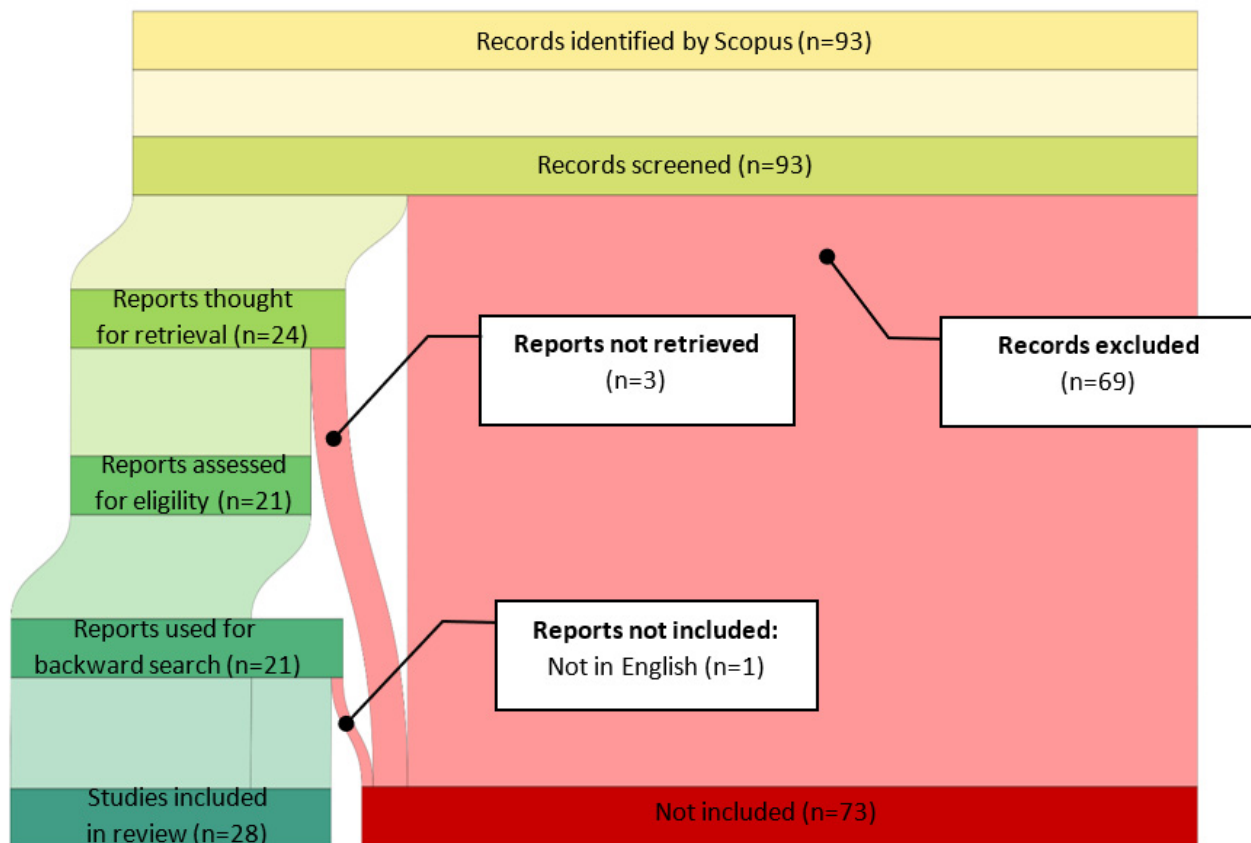 Records identified by Scopus (n=93)
Records screened (n=93)
Reports thought
for retrieval (n=24)
Reports not retrieved
(n=3)
Records excluded
(n=69)
Reports assessed
for eligility (n=21)
Reports used for
backward search (n=21)
Reports not included:
Not in English (n=1)
Studies included
in review (n=28)
Not included (n=73)